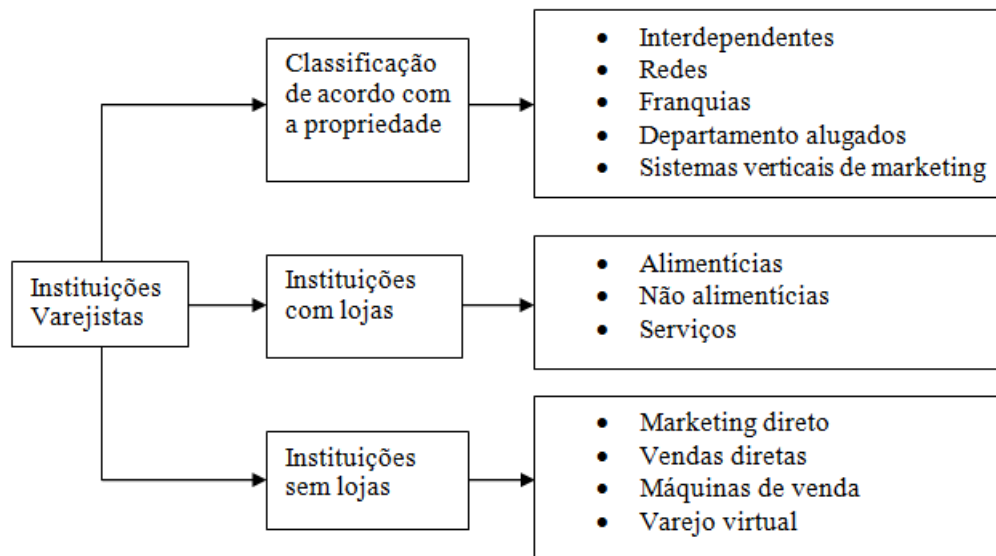 Instituições
Varejistas
Classificação
de acordo com
a propriedade
• Interdependentes
• Redes
• Franquias
• Departamento alugados
• Sistemas verticais de marketing
Instituições
com lojas
• Alimentícias
• Não alimentícias
• Serviços
Instituições
sem lojas
• Marketing direto
• Vendas diretas
• Máquinas de venda
• Varejo virtual